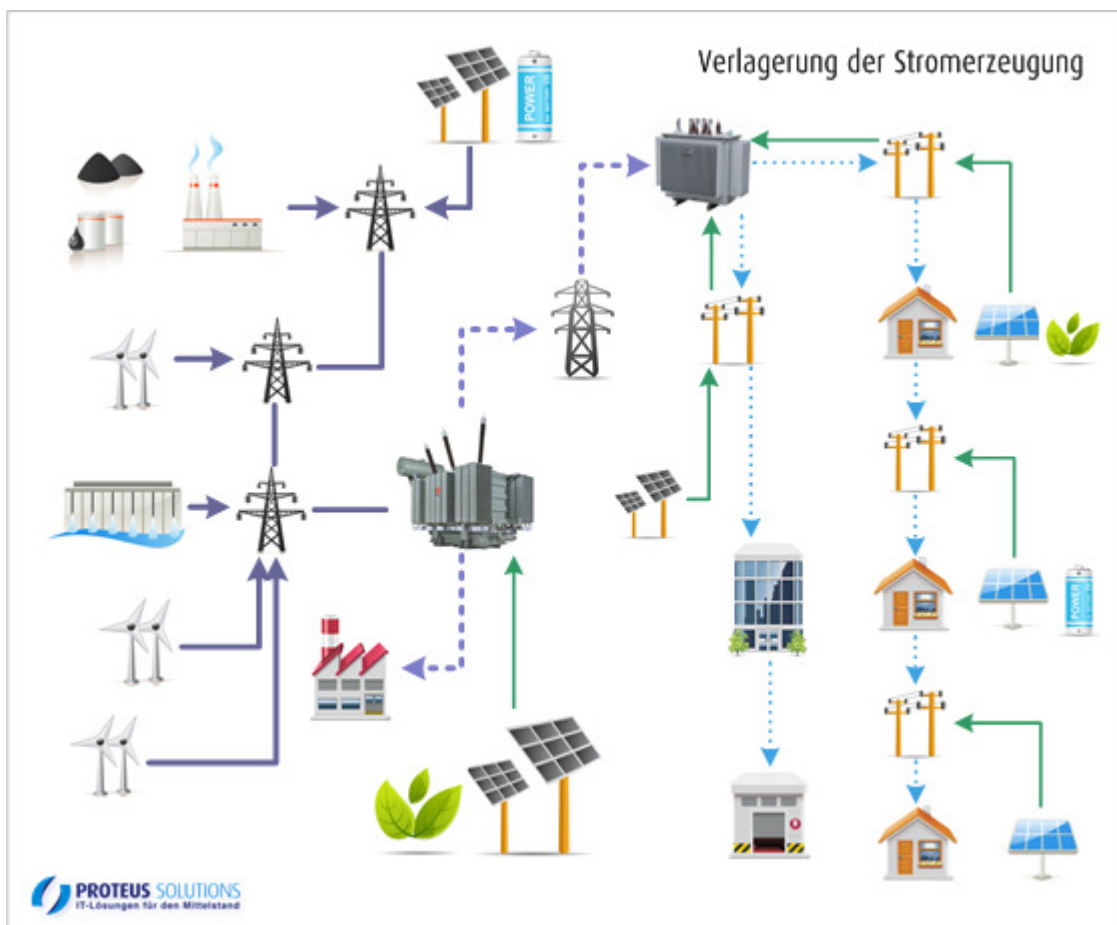 Verlagerung der Stromerzeugung
POWER
POWER
PROTEUS SOLUTIONS
IT-Lösungen für den Mittelstand